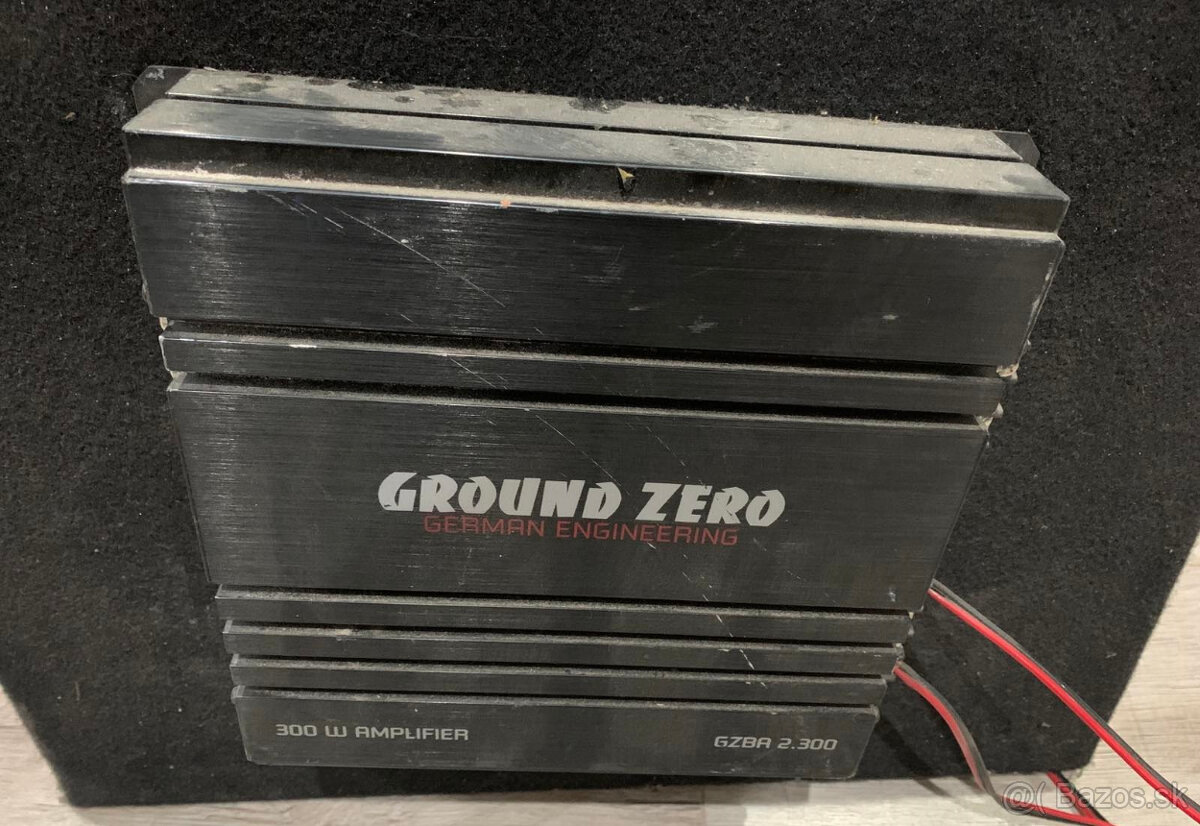 GROUND ZERO
GERMAN ENGINEERING
300 W AMPLIFIER
GZBA 2.300
@( Bazos.sk